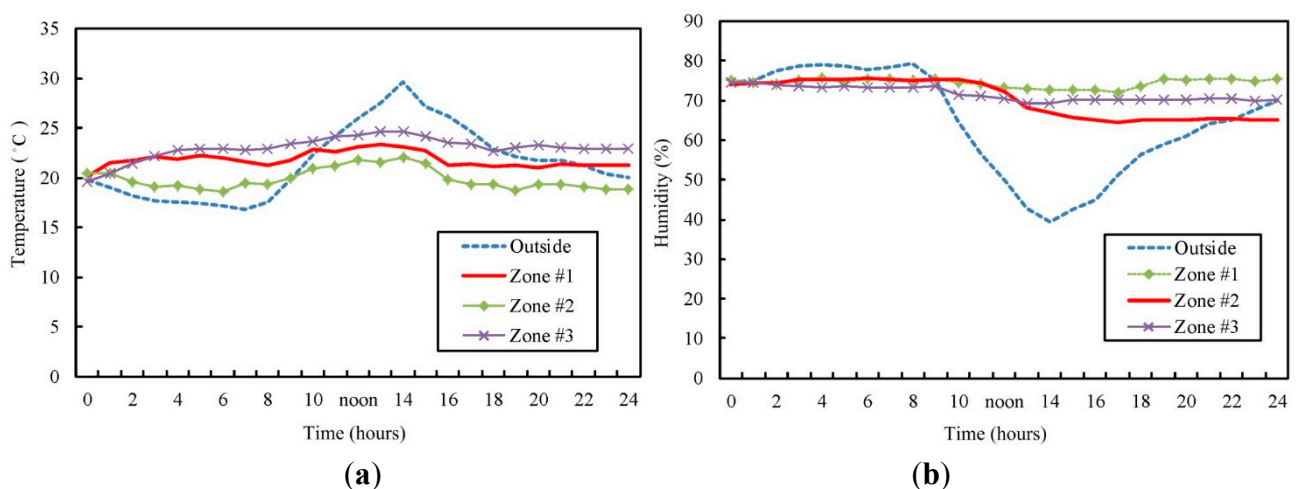 35
30
25
20
15
10
5
0
Temperature ( °C)
Outside
Zone #1
Zone #2
Zone #3
0 2 4 6 8 10 noon 14 16 18 20 22 24
Time (hours)
(a)
90
80
70
60
50
40
30
20
10
0
Humidity (%)
Outside
Zone #1
Zone #2
Zone #3
0 2 4 6 8 10 noon 14 16 18 20 22 24
Time (hours)
(b)